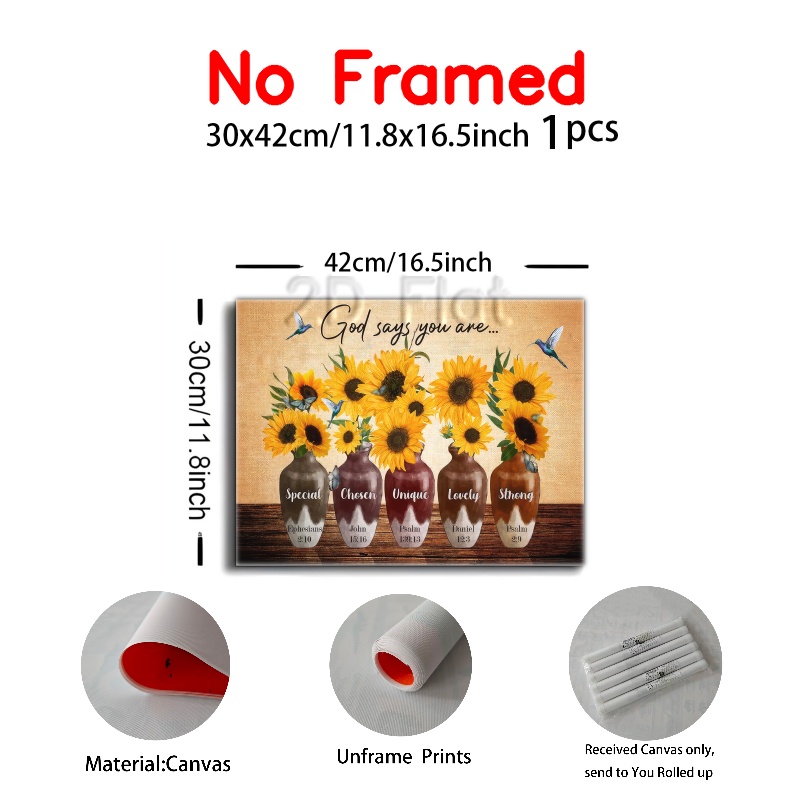 No Framed
30x42cm/11.8x16.5inch 1pcs
42cm/16.5inch
2D Flat
30cm/11.8inch
God says you are...
Special
Chosen
Unique
Lovely
Strong
Ephesians
2:10
John
15:16
Psalm
139:13
Daniel
12:3
Psalm
2:9
Material:Canvas
Unframe Prints
Received Canvas only,
send to You Rolled up